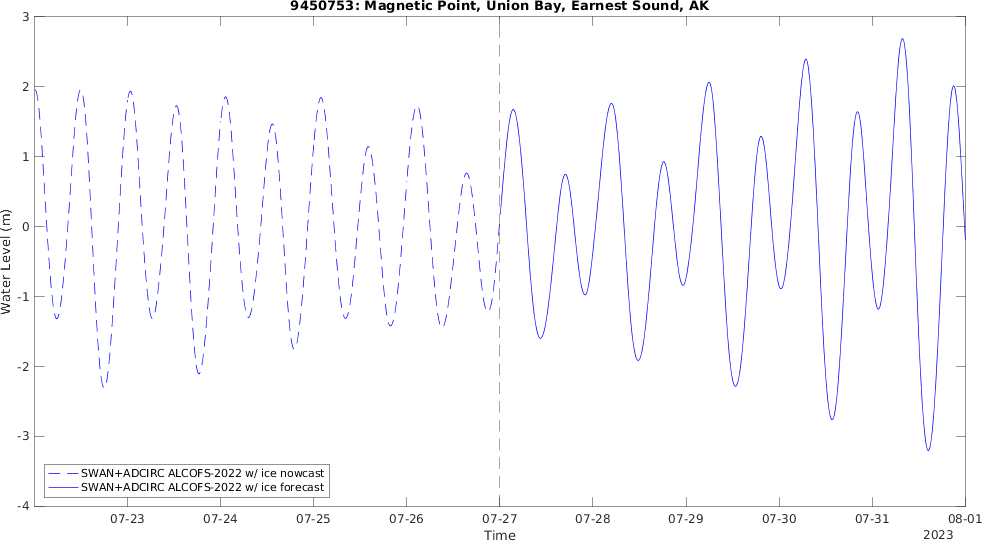 9450753: Magnetic Point, Union Bay, Earnest Sound, AK
3
2
1
0
-1
-2
-3
-4
Water Level (m)
SWAN+ADCIRC ALCOFS-2022 w/ ice nowcast
SWAN+ADCIRC ALCOFS-2022 w/ ice forecast
07-23 07-24 07-25 07-26 07-27 07-28 07-29 07-30 07-31 08-01
Time 2023